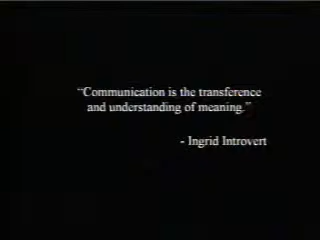 “Communication is the transference
and understanding of meaning.”
- Ingrid Introvert